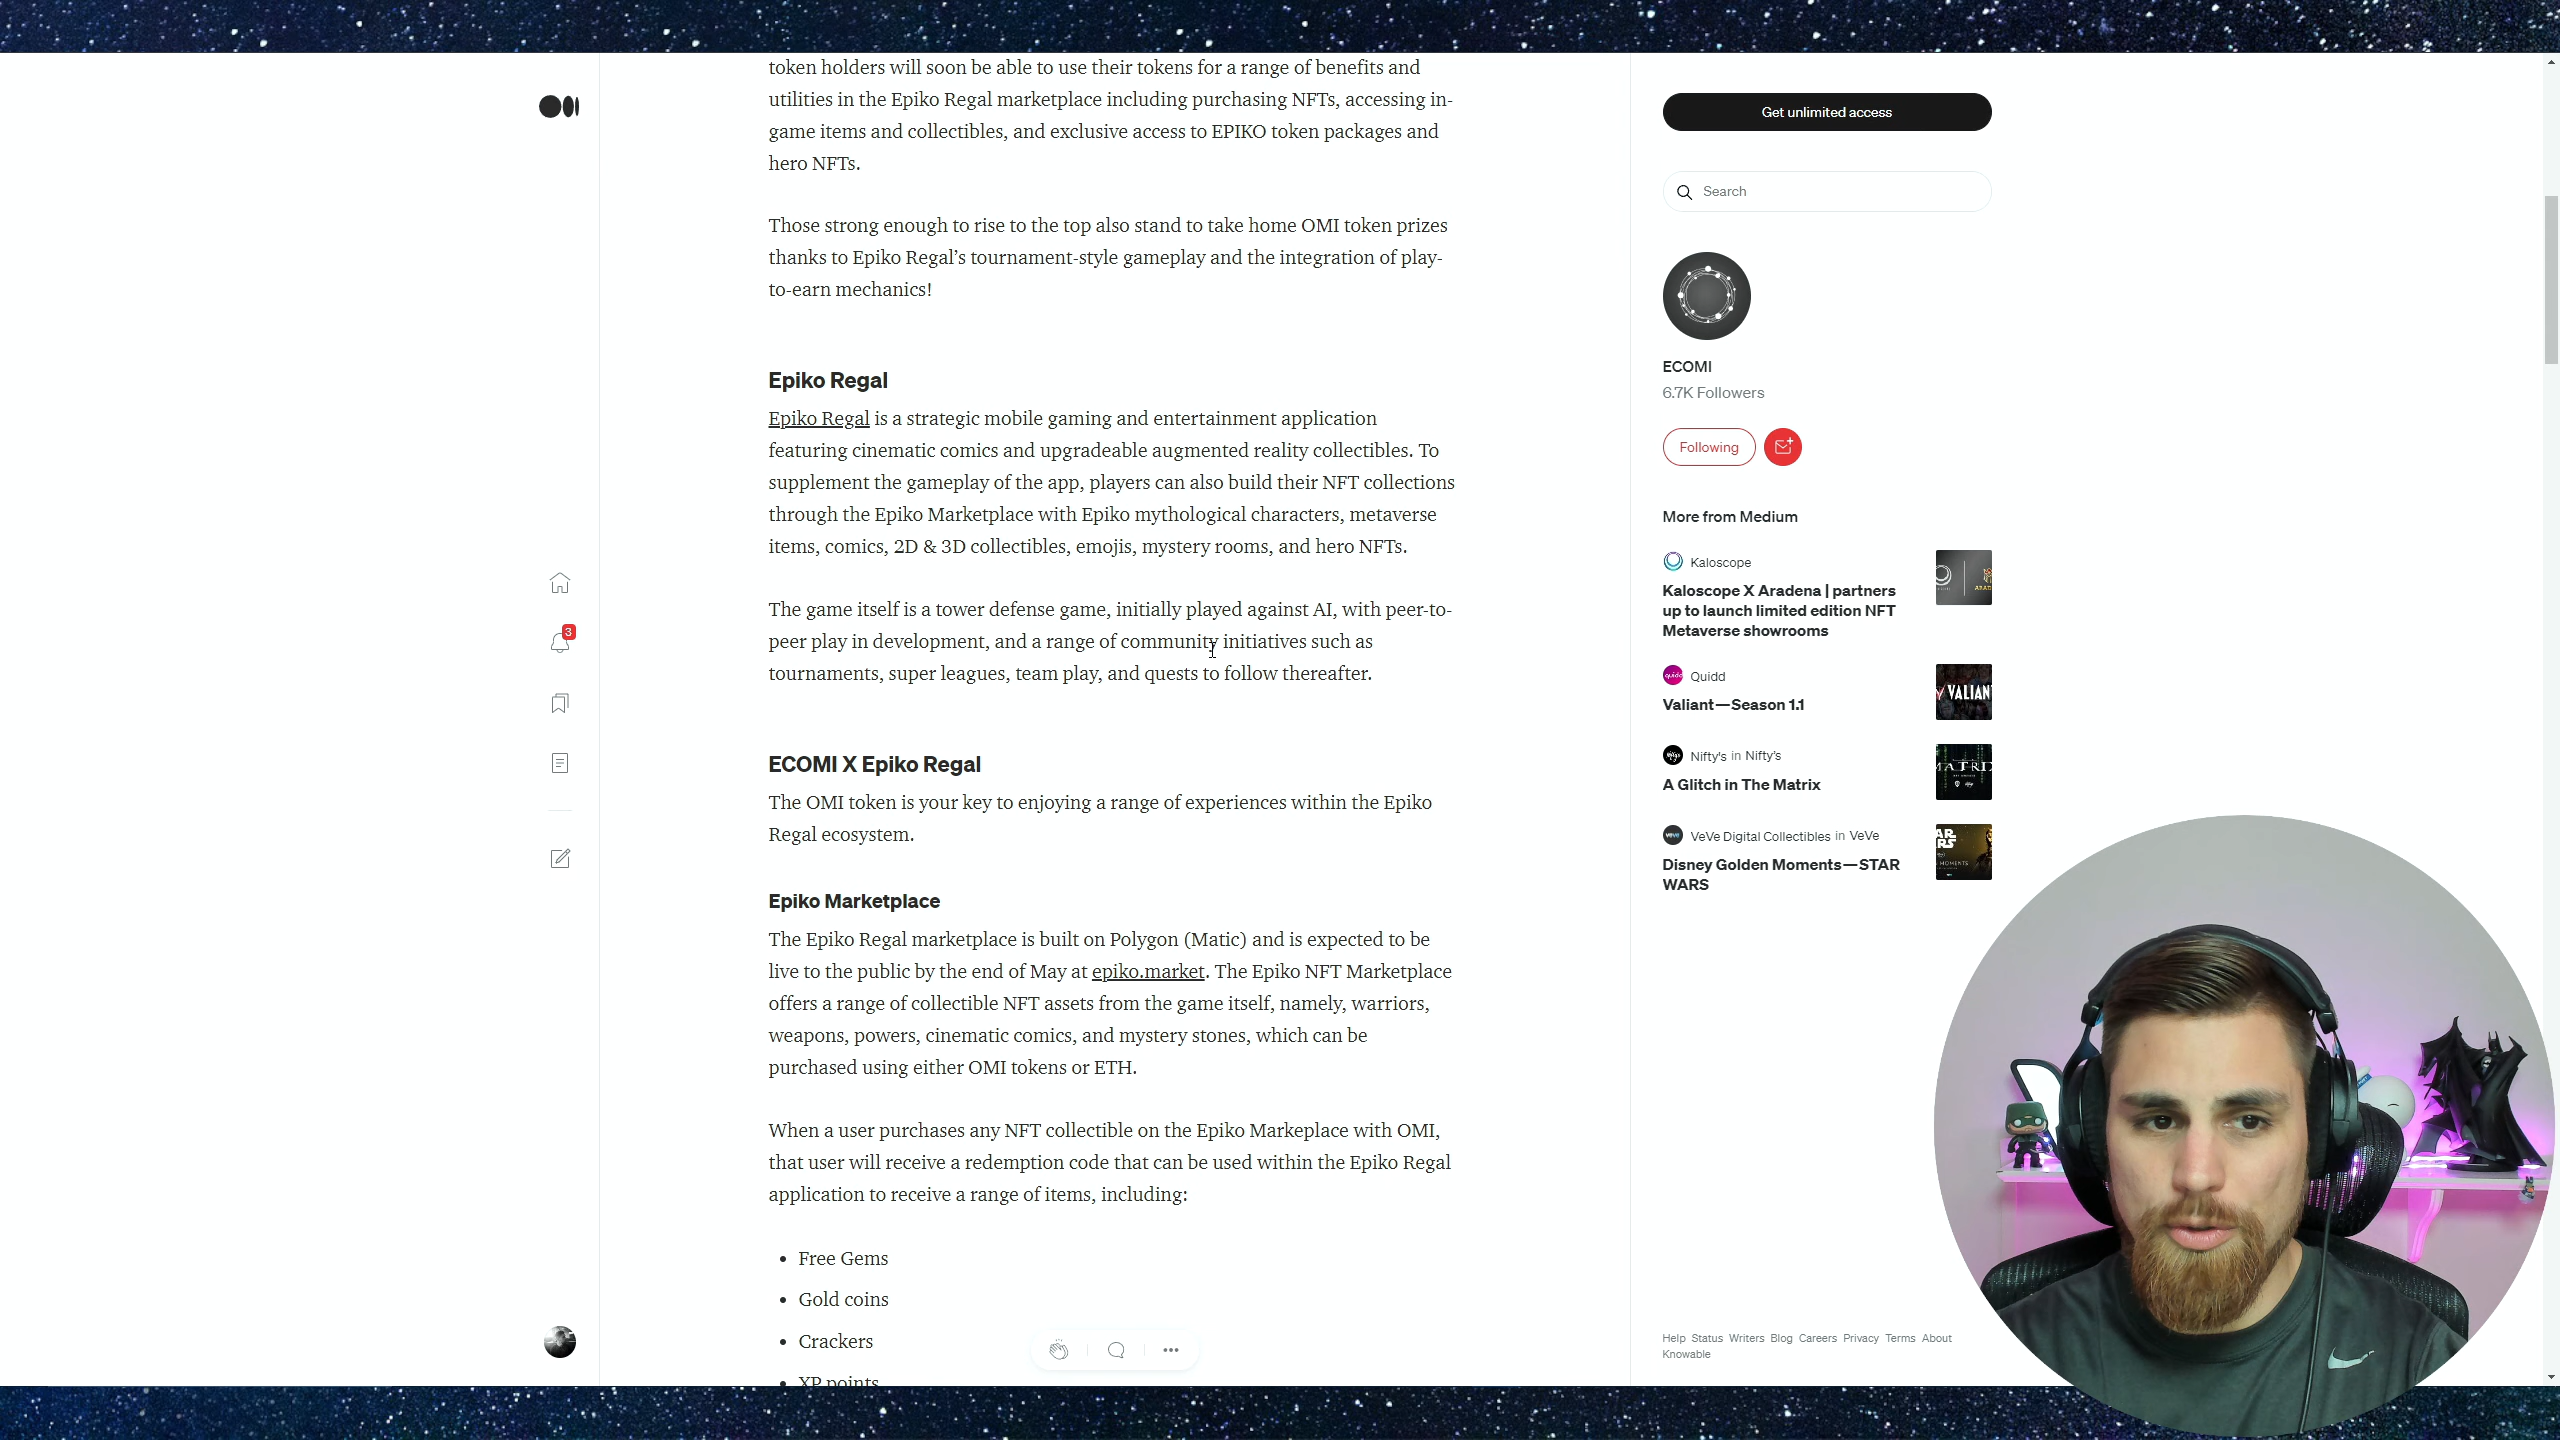 token holders will soon be able to use their tokens for a range of benefits and
utilities in the Epiko Regal marketplace including purchasing NFTs, accessing in-
game items and collectibles, and exclusive access to EPIKO token packages and
hero NFTs.
Those strong enough to rise to the top also stand to take home OMI token prizes
thanks to Epiko Regal’s tournament-style gameplay and the integration of play-
to-earn mechanics!
Epiko Regal
Epiko Regal is a strategic mobile gaming and entertainment application
featuring cinematic comics and upgradeable augmented reality collectibles. To
supplement the gameplay of the app, players can also build their NFT collections
through the Epiko Marketplace with Epiko mythological characters, metaverse
items, comics, 2D & 3D collectibles, emojis, mystery rooms, and hero NFTs.
The game itself is a tower defense game, initially played against AI, with peer-to-
peer play in development, and a range of community initiatives such as
tournaments, super leagues, team play, and quests to follow thereafter.
ECOMI X Epiko Regal
The OMI token is your key to enjoying a range of experiences within the Epiko
Regal ecosystem.
Epiko Marketplace
The Epiko Regal marketplace is built on Polygon (Matic) and is expected to be
live to the public by the end of May at epiko.market. The Epiko NFT Marketplace
offers a range of collectible NFT assets from the game itself, namely, warriors,
weapons, powers, cinematic comics, and mystery stones, which can be
purchased using either OMI tokens or ETH.
When a user purchases any NFT collectible on the Epiko Markeplace with OMI,
that user will receive a redemption code that can be used within the Epiko Regal
application to receive a range of items, including:
• Free Gems
• Gold coins
• Crackers
• XP points
3
Get unlimited access
Search
ECOMI
6.7K Followers
Following
More from Medium
Kaloscope
Kaloscope X Aradena | partners
up to launch limited edition NFT
Metaverse showrooms
quidd
Quidd
Valiant—Season 1.1
VALIANT
Nifty's in Nifty’s
A Glitch in The Matrix
MATRIX
veve
VeVe Digital Collectibles in VeVe
Disney Golden Moments—STAR
WARS
Help Status Writers Blog Careers Privacy Terms About
Knowable